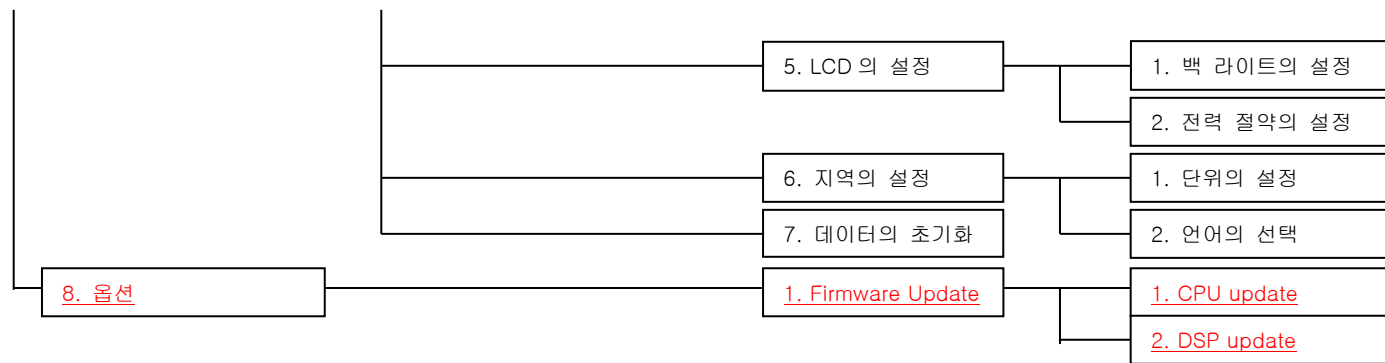 5. LCD 의 설정
1. 백 라이트의 설정
2. 전력 절약의 설정
6. 지역의 설정
1. 단위의 설정
7. 데이터의 초기화
2. 언어의 선택
8. 옵션
1. Firmware Update
1. CPU update
2. DSP update